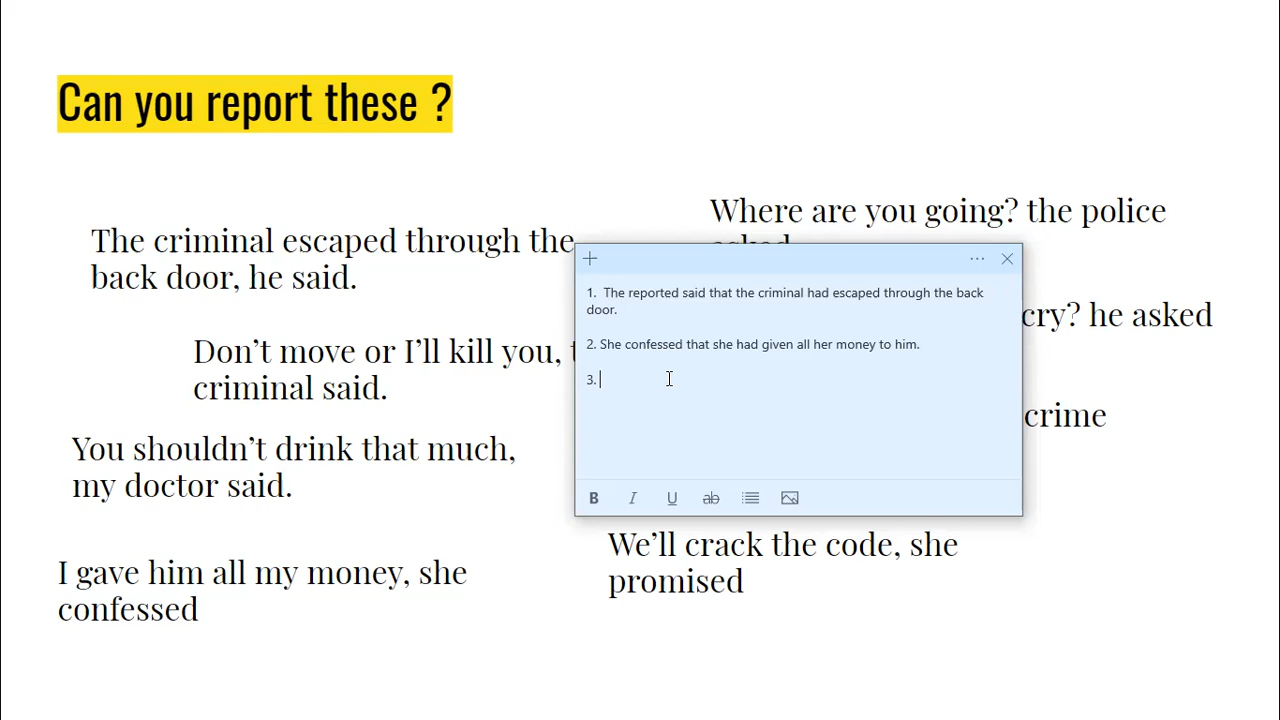 Can you report these ?
Where are you going? the police
asked
The criminal escaped through the
back door, he said.
Don't move or I'll kill you,
criminal said.
You shouldn't drink that much,
my doctor said.
I gave him all my money, she
confessed
1. The reported said that the criminal had escaped through the back
door.
2. She confessed that she had given all her money to him.
3.
B I U ab
cry? he asked
crime
We'll crack the code, she
promised